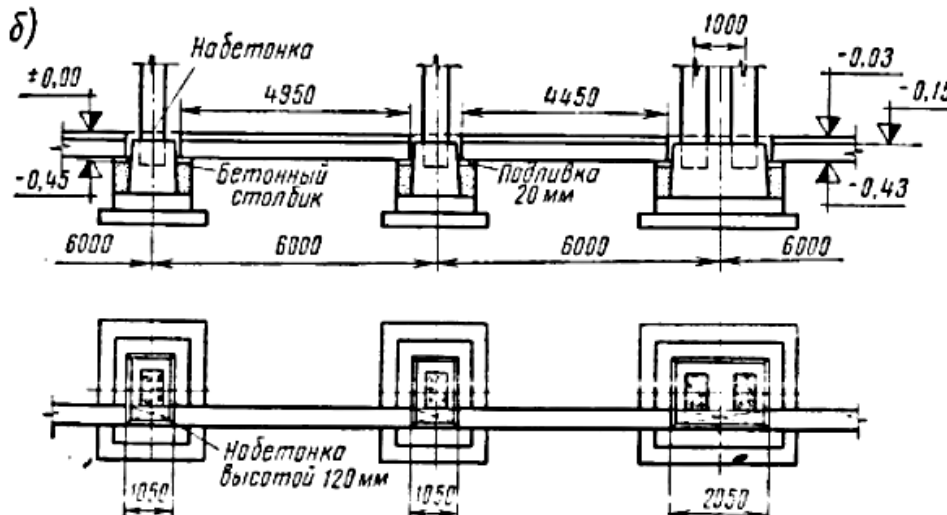 б)
Набетонка
1000
±0,00
-0,03
-0,15
4950
4450
-0,45
Бетонный
столбик
Подливка
20 мм
-0,43
6000
6000
6000
6000
Набетонка
высотой 120 мм
1050
1050
2050